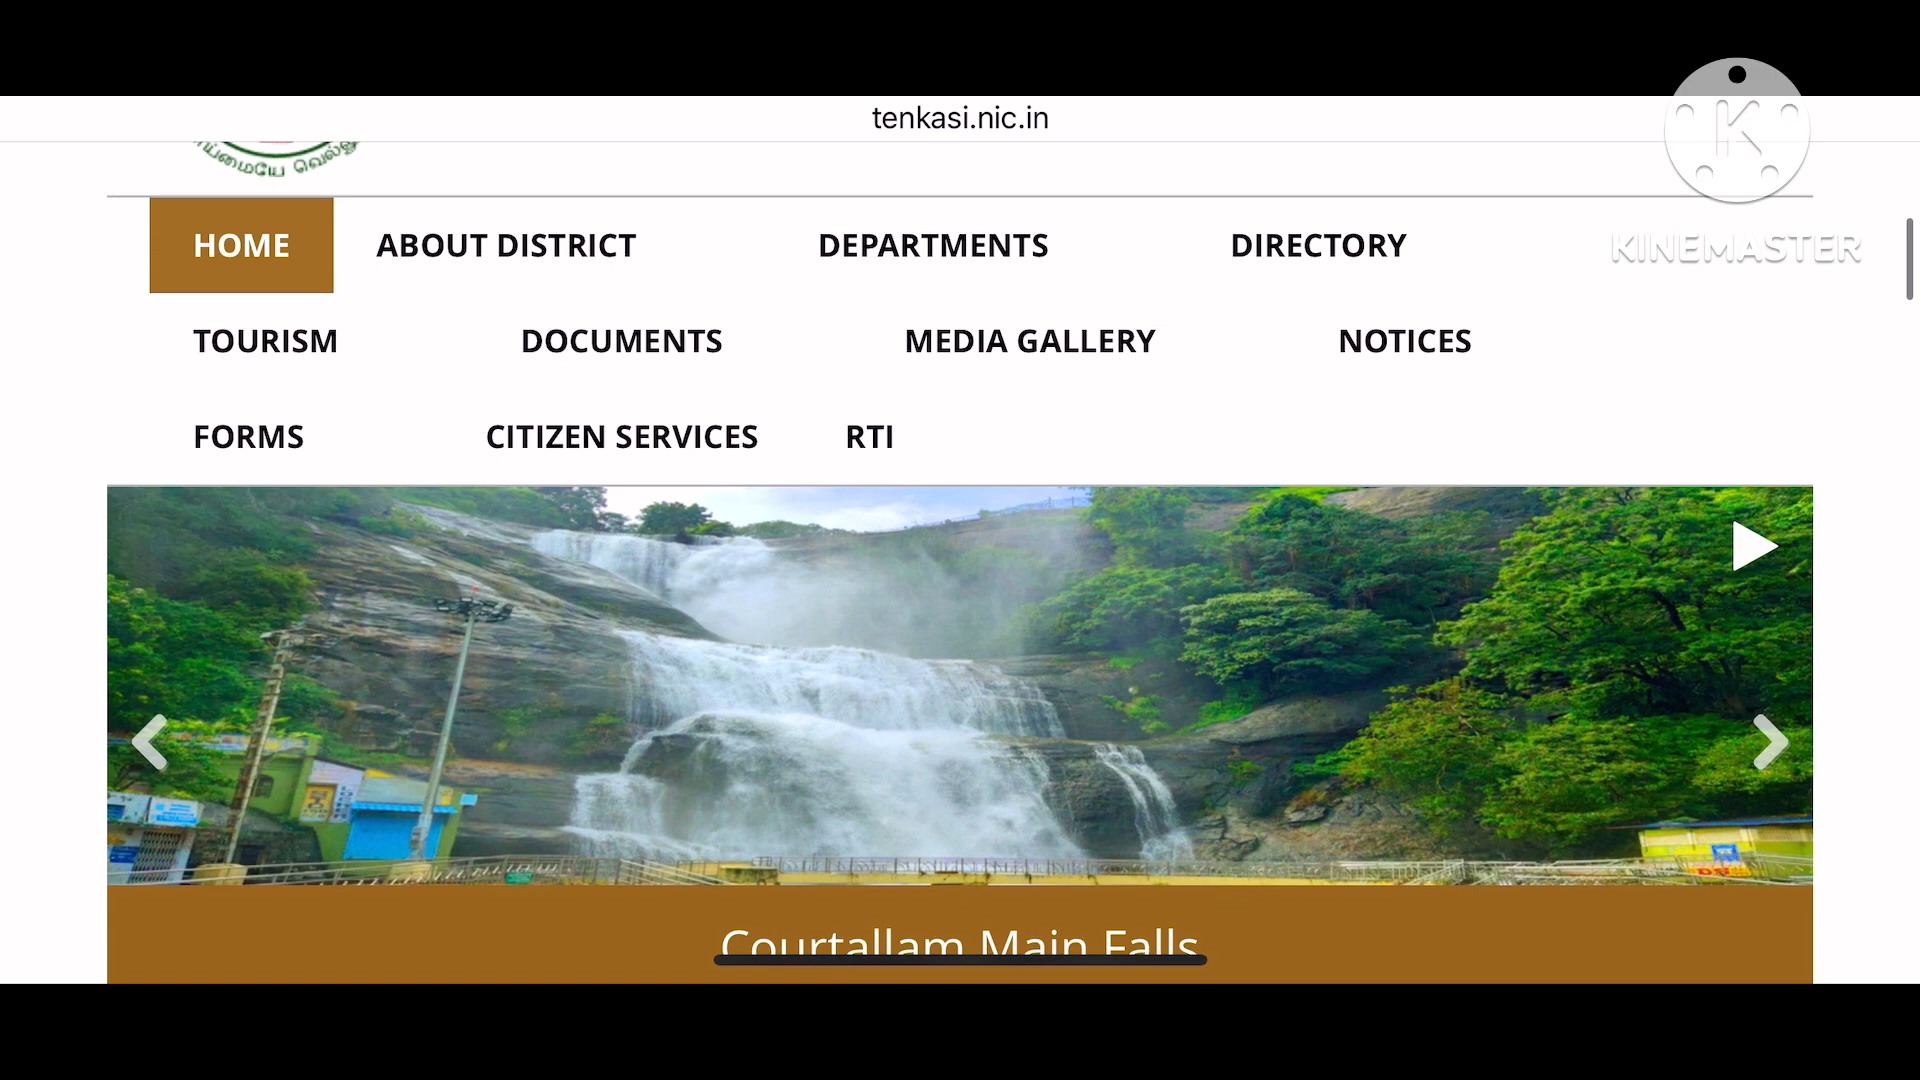 tenkasi.nic.in
வெல்லு
HOME ABOUT DISTRICT DEPARTMENTS DIRECTORY
KINEMASTER
TOURISM DOCUMENTS MEDIA GALLERY NOTICES
FORMS CITIZEN SERVICES RTI
Courtallam Main Falls